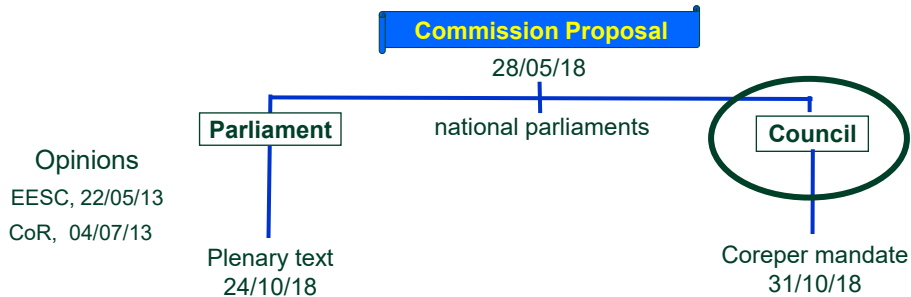 Commission Proposal
28/05/18
Parliament
national parliaments
Council
Opinions
EESC, 22/05/13
CoR, 04/07/13
Plenary text
24/10/18
Coreper mandate
31/10/18